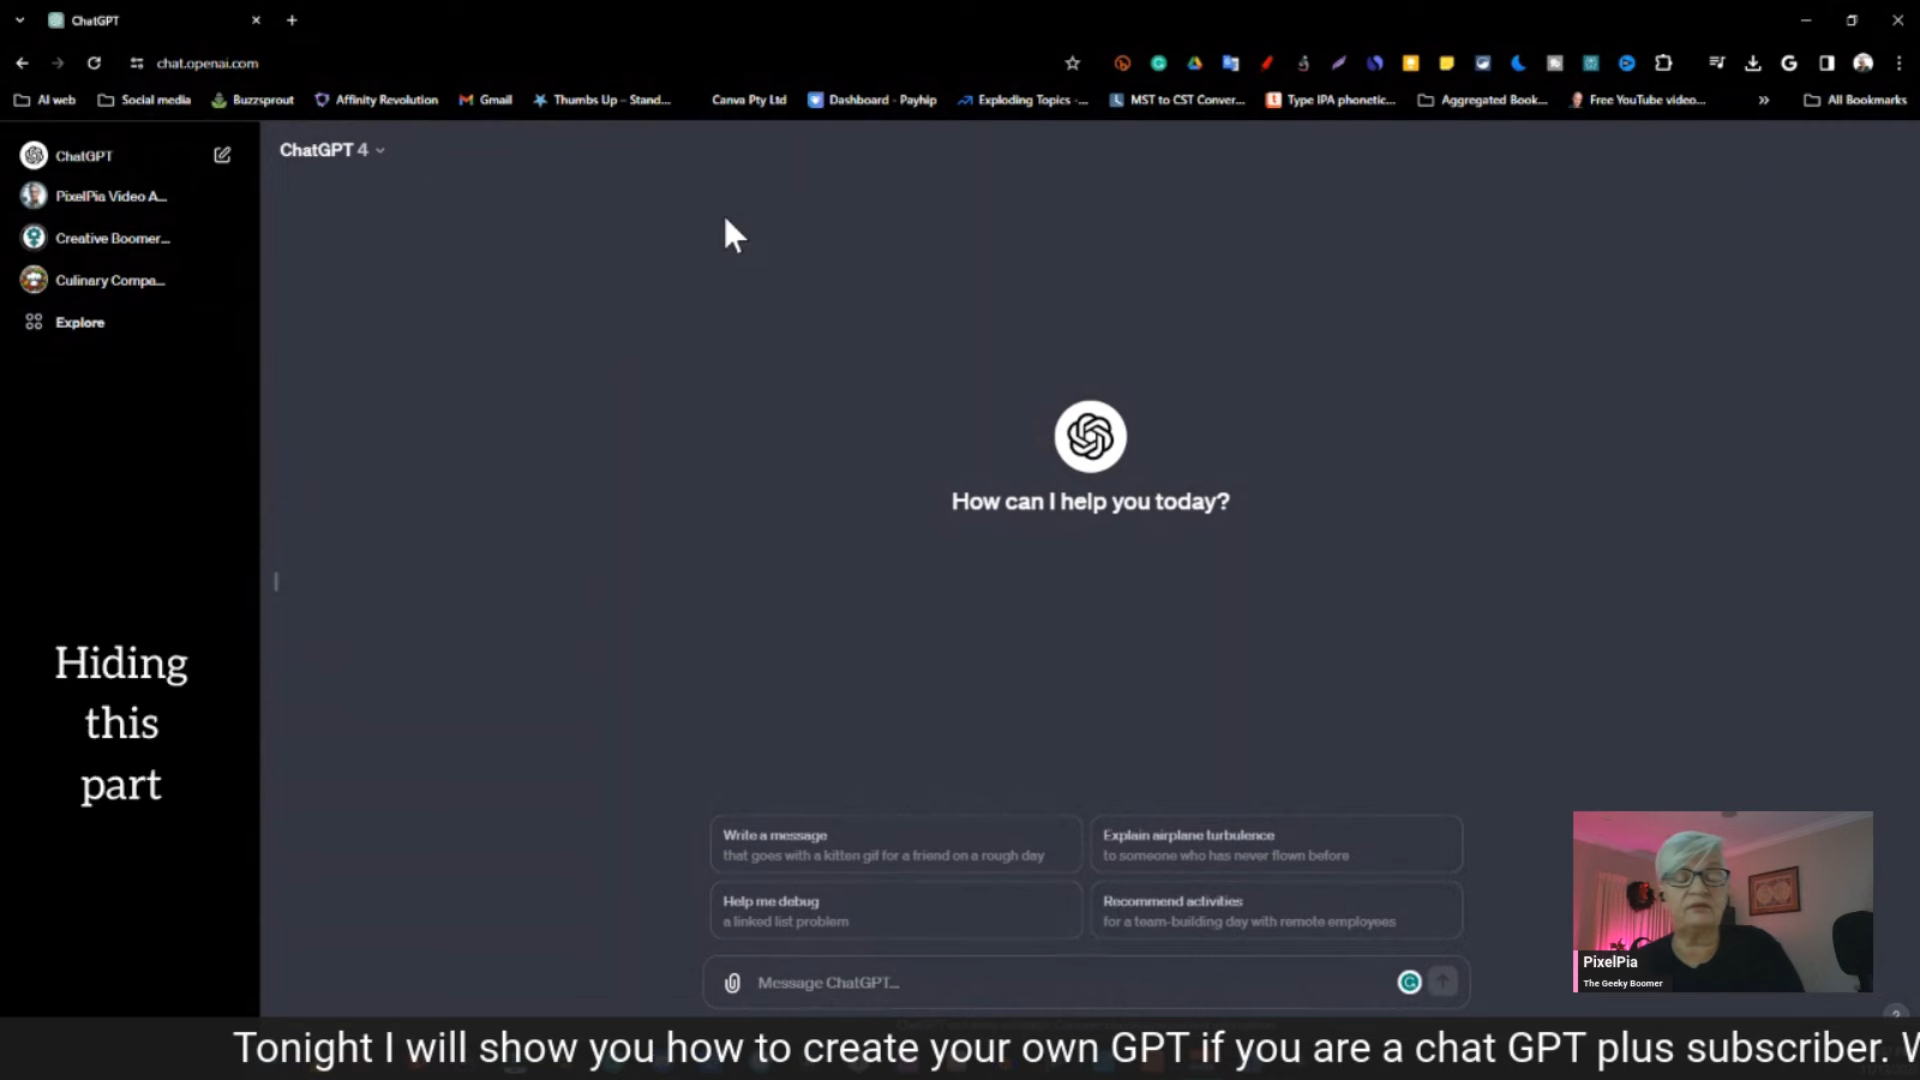 ChatGPT
chat.openai.com
AI web
Social media
Buzzsprout
Affinity Revolution
Gmail
Thumbs Up – Stand...
Canva Pty Ltd
Dashboard - Payhip
Exploding Topics -...
MST to CST Conver...
Type IPA phonetic...
Aggregated Book...
Free YouTube video...
»
All Bookmarks
ChatGPT
PixelPia Video A...
Creative Boomer...
Culinary Compa...
Explore
ChatGPT 4
How can I help you today?
Hiding
this
part
Write a message
that goes with a kitten gif for a friend on a rough day
Explain airplane turbulence
to someone who has never flown before
Help me debug
a linked list problem
Recommend activities
for a team-building day with remote employees
Message ChatGPT...
PixelPia
The Geeky Boomer
Tonight I will show you how to create your own GPT if you are a chat GPT plus subscriber. W